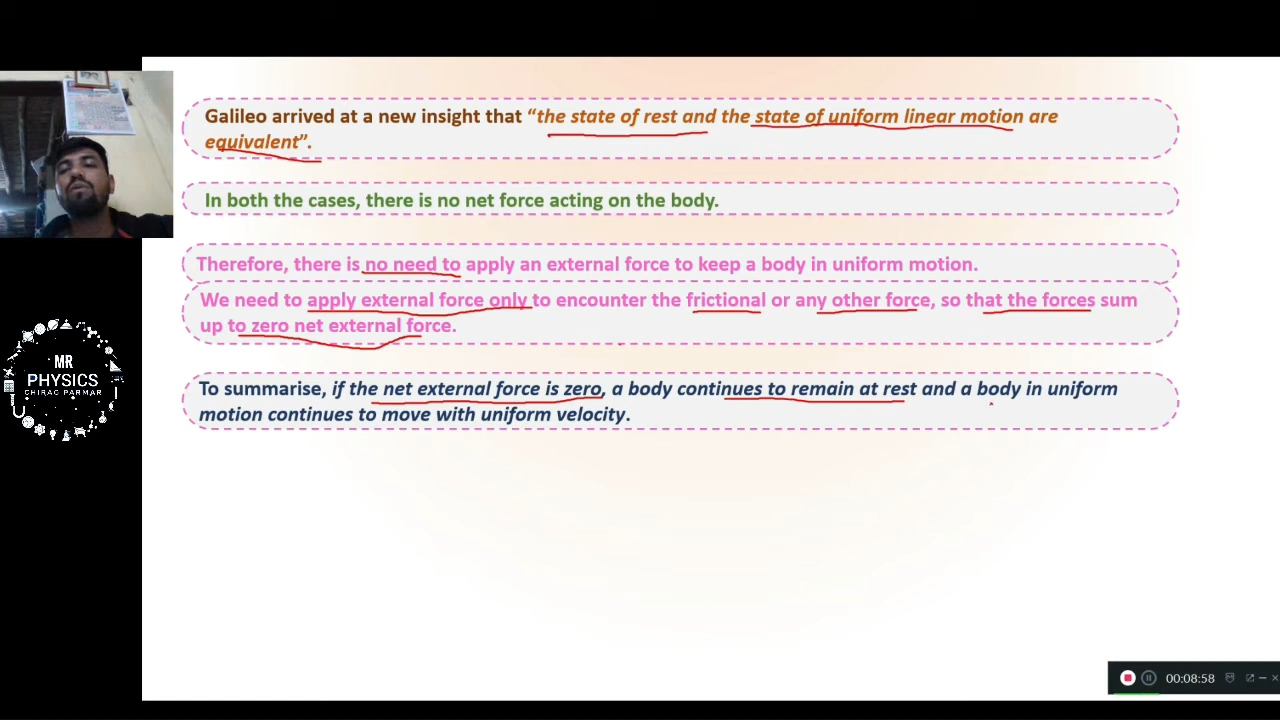 Galileo arrived at a new insight that “the state of rest and the state of uniform linear motion are
equivalent”.
In both the cases, there is no net force acting on the body.
Therefore, there is no need to apply an external force to keep a body in uniform motion.
We need to apply external force only to encounter the frictional or any other force, so that the forces sum
up to zero net external force.
MR
PHYSICS
CHIRAG PARMAR
To summarise, if the net external force is zero, a body continues to remain at rest and a body in uniform
motion continues to move with uniform velocity.
00:08:58